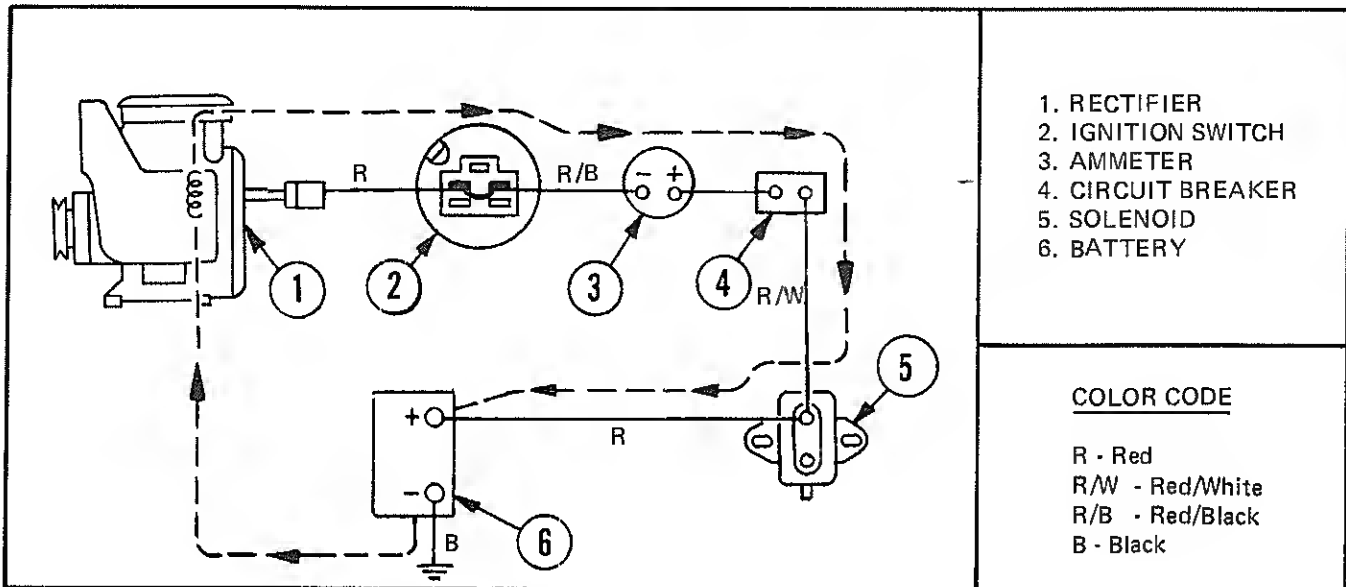 R
R/B
- +
1
2
3
4
R/W
5
+
R
-
B
6
1. RECTIFIER
2. IGNITION SWITCH
3. AMMETER
4. CIRCUIT BREAKER
5. SOLENOID
6. BATTERY
COLOR CODE
R - Red
R/W - Red/White
R/B - Red/Black
B - Black